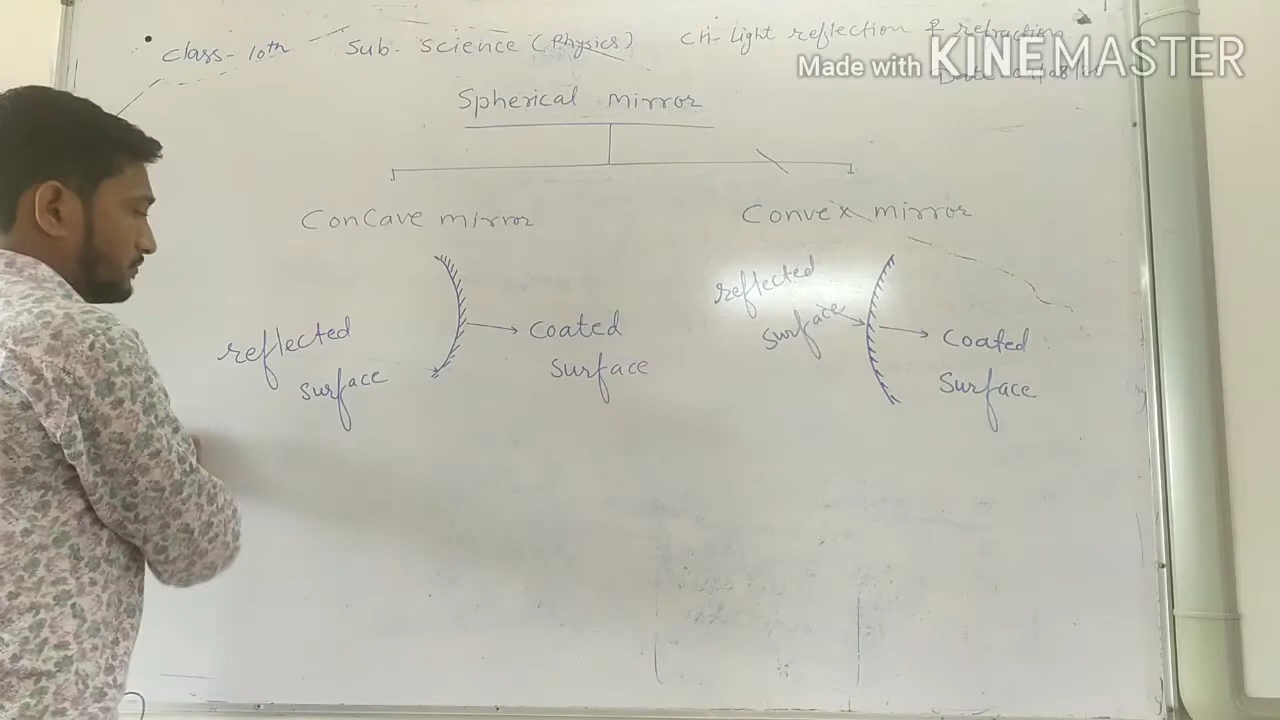 Class-10th Sub-Science (Physics) CH-Light reflection & refraction
Made with KINEMASTER
Date
Spherical mirror
Concave mirror
Convex mirror
reflected
surface
coated
surface
reflected
surface
Coated
Surface